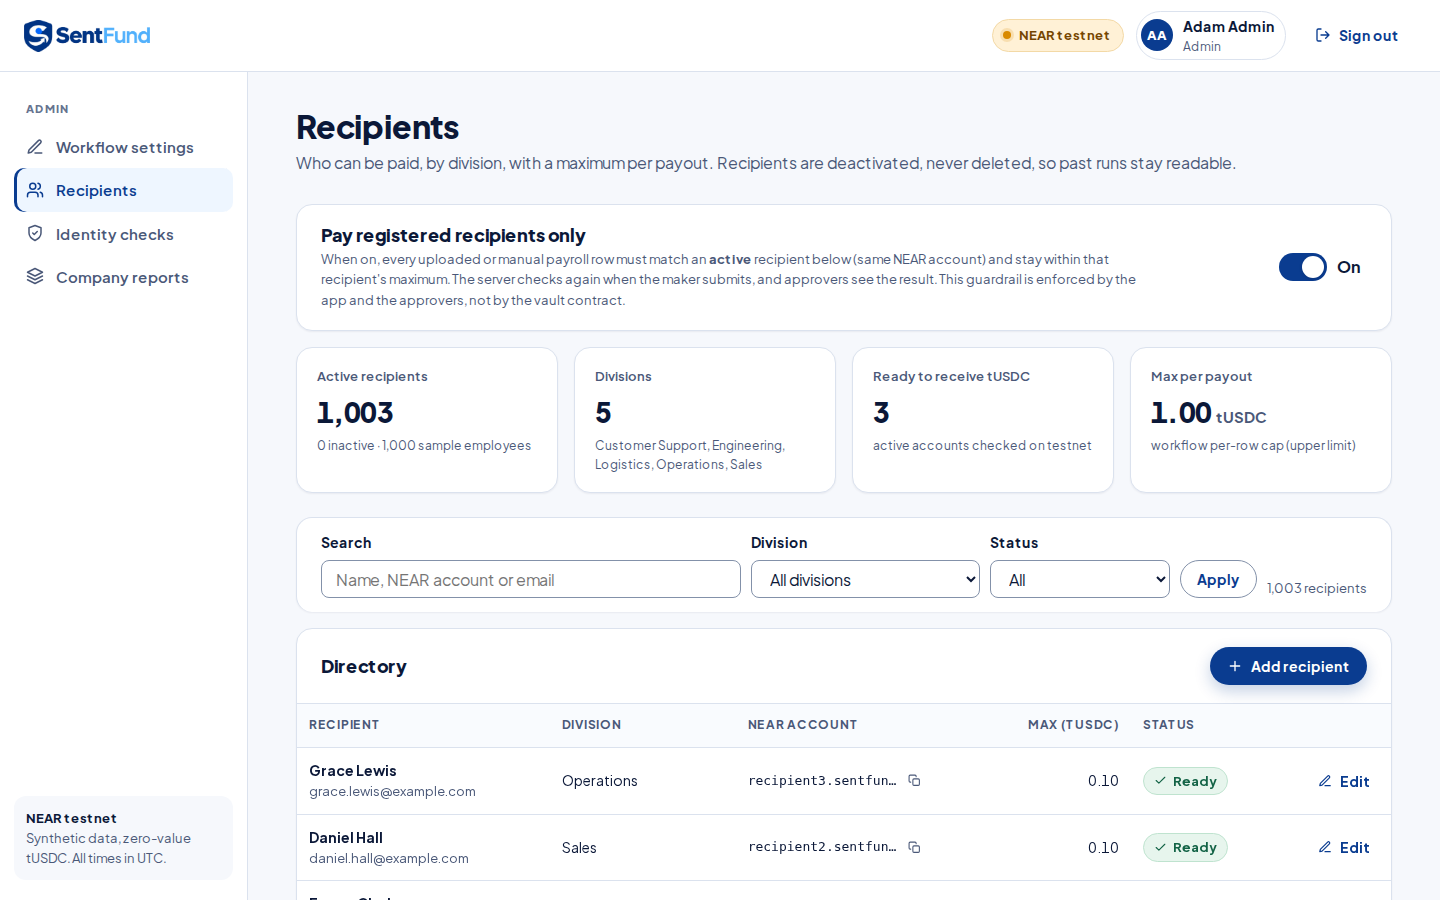 SentFund
NEAR testnet
AA
Adam Admin
Admin
Sign out
ADMIN
Workflow settings
Recipients
Identity checks
Company reports
NEAR testnet
Synthetic data, zero-value
tUSDC. All times in UTC.
Recipients
Who can be paid, by division, with a maximum per payout. Recipients are deactivated, never deleted, so past runs stay readable.
Pay registered recipients only
When on, every uploaded or manual payroll row must match an active recipient below (same NEAR account) and stay within that
recipient's maximum. The server checks again when the maker submits, and approvers see the result. This guardrail is enforced by the
app and the approvers, not by the vault contract.
On
Active recipients
1,003
0 inactive · 1,000 sample employees
Divisions
5
Customer Support, Engineering,
Logistics, Operations, Sales
Ready to receive tUSDC
3
active accounts checked on testnet
Max per payout
1.00 tUSDC
workflow per-row cap (upper limit)
Search
Name, NEAR account or email
Division
All divisions
Status
All
Apply
1,003 recipients
Directory
Add recipient
RECIPIENT DIVISION NEAR ACCOUNT MAX (TUSDC) STATUS
Grace Lewis
grace.lewis@example.com
Operations
recipient3.sentfun…
0.10
Ready
Edit
Daniel Hall
daniel.hall@example.com
Sales
recipient2.sentfun…
0.10
Ready
Edit